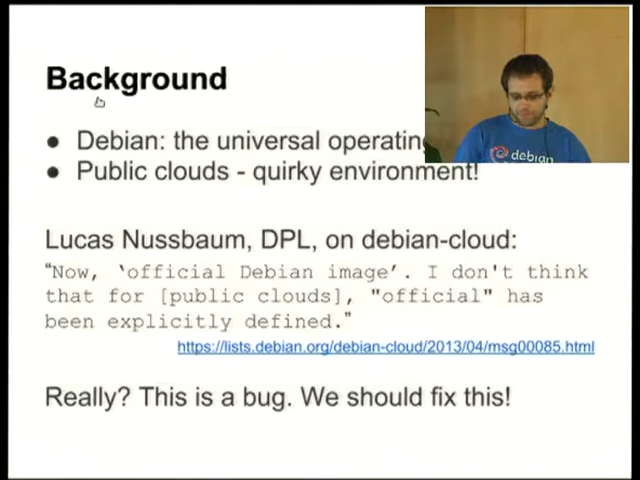 Background
● Debian: the universal operating
● Public clouds - quirky environment!
Lucas Nussbaum, DPL, on debian-cloud:
"Now, 'official Debian image'. I don't think
that for [public clouds], "official" has
been explicitly defined."
https://lists.debian.org/debian-cloud/2013/04/msg00085.html
Really? This is a bug. We should fix this!
debian